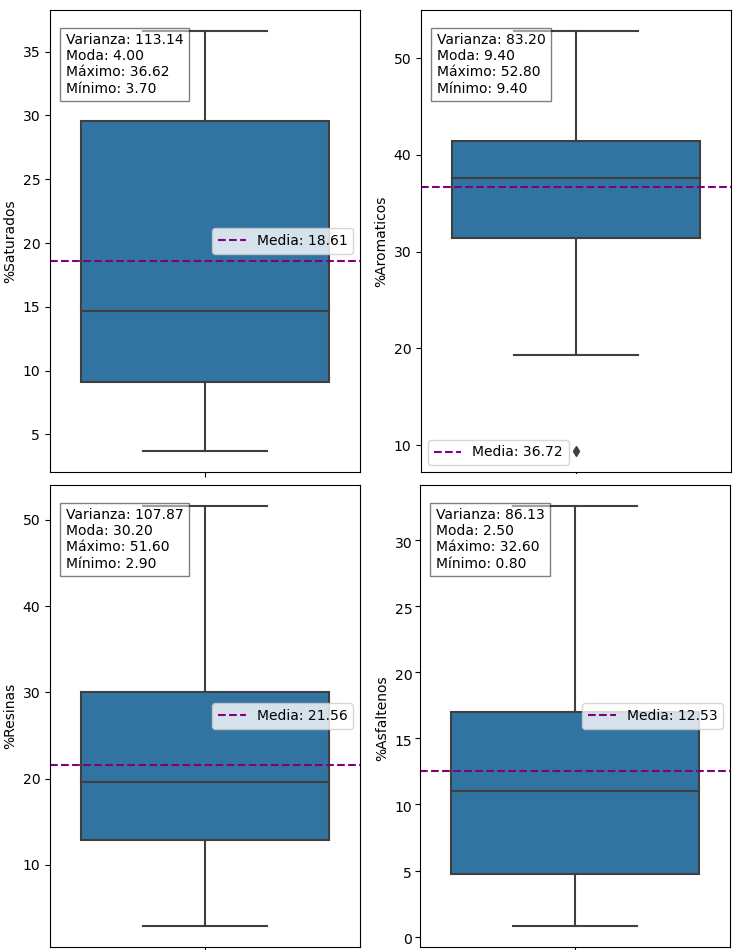 Varianza: 113.14
Moda: 4.00
Máximo: 36.62
Mínimo: 3.70
35
30
25
20
15
10
5
%Saturados
Media: 18.61
Varianza: 83.20
Moda: 9.40
Máximo: 52.80
Mínimo: 9.40
50
40
30
20
10
%Aromaticos
Media: 36.72
Varianza: 107.87
Moda: 30.20
Máximo: 51.60
Mínimo: 2.90
50
40
30
20
10
%Resinas
Media: 21.56
Varianza: 86.13
Moda: 2.50
Máximo: 32.60
Mínimo: 0.80
30
25
20
15
10
5
0
%Asfaltenos
Media: 12.53